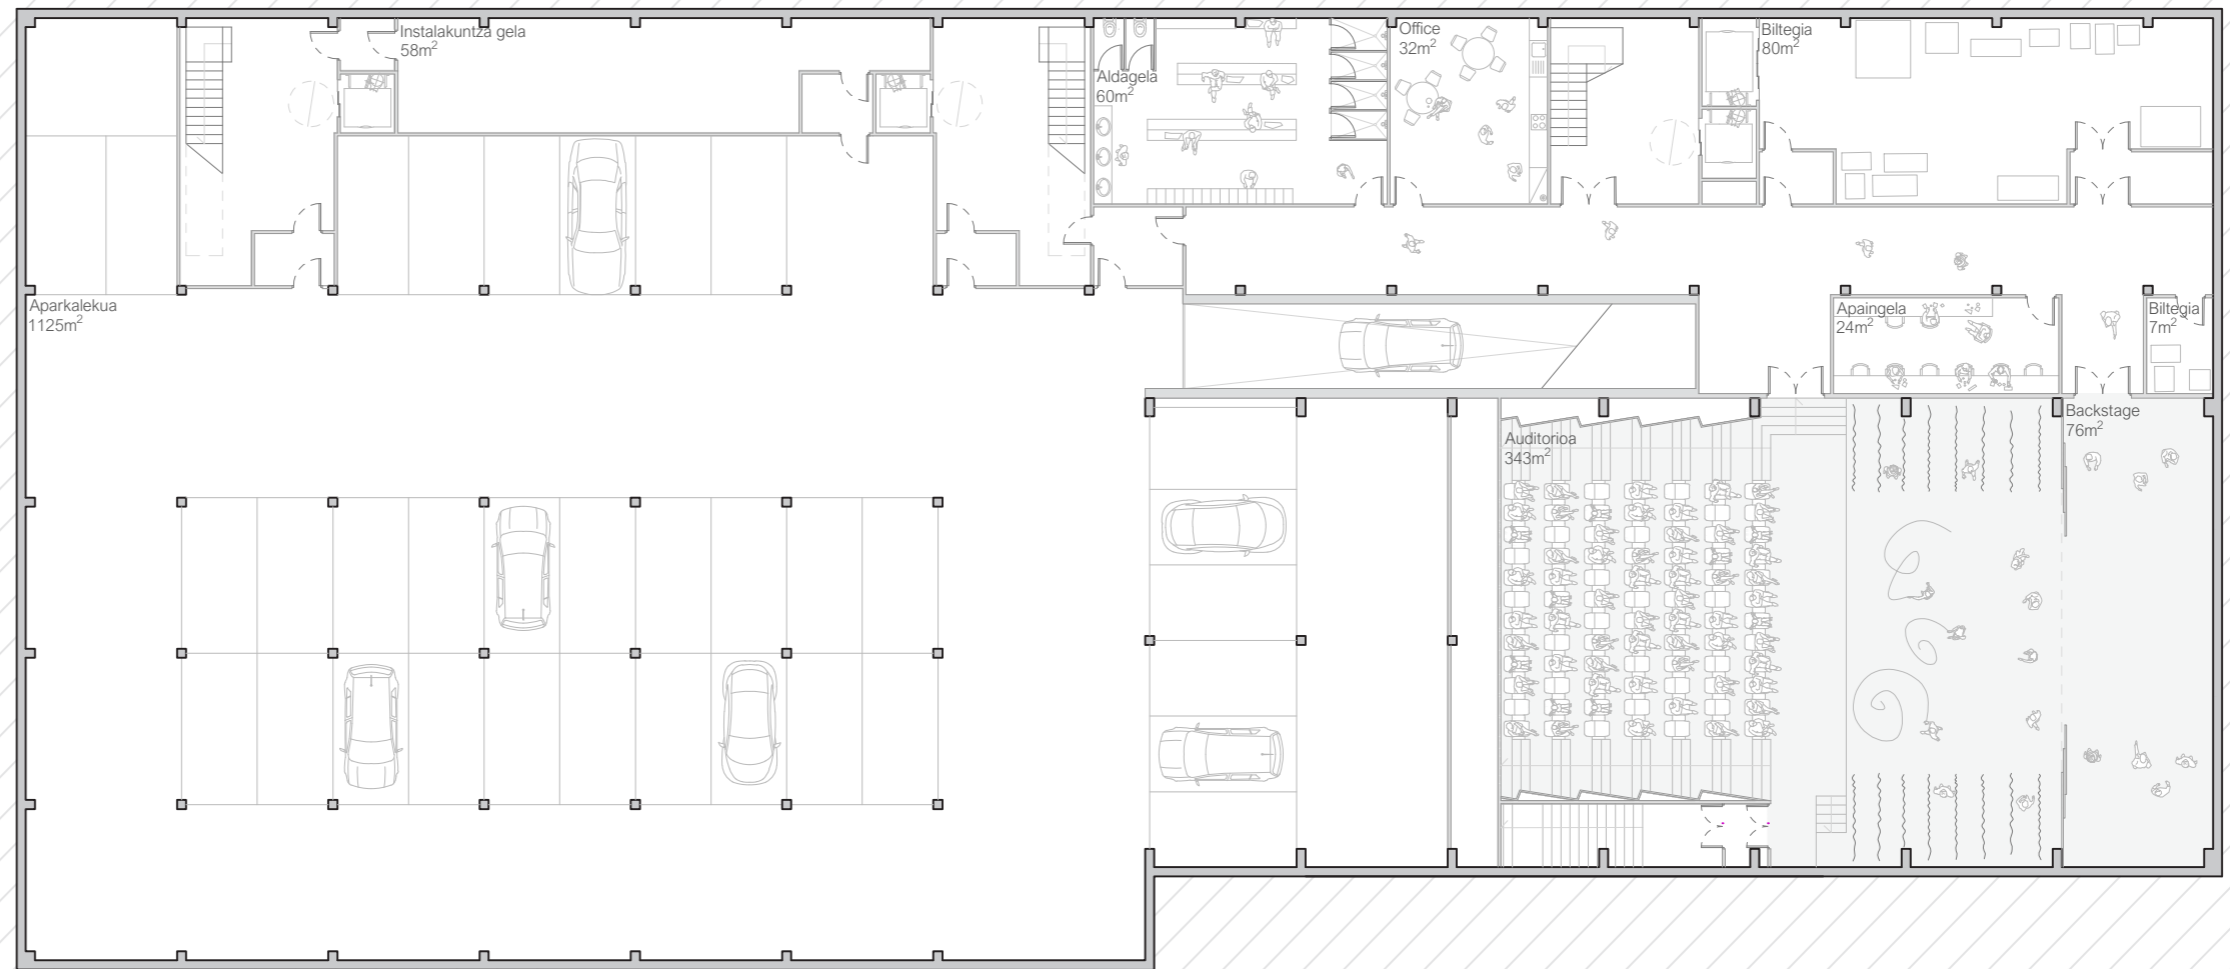 Instalakuntza gela
58m²
Aldagela
60m²
Office
32m²
Biltegia
80m²
Aparkalekua
1125m²
Apaingela
24m²
Biltegia
7m²
Auditorioa
343m²
Backstage
76m²